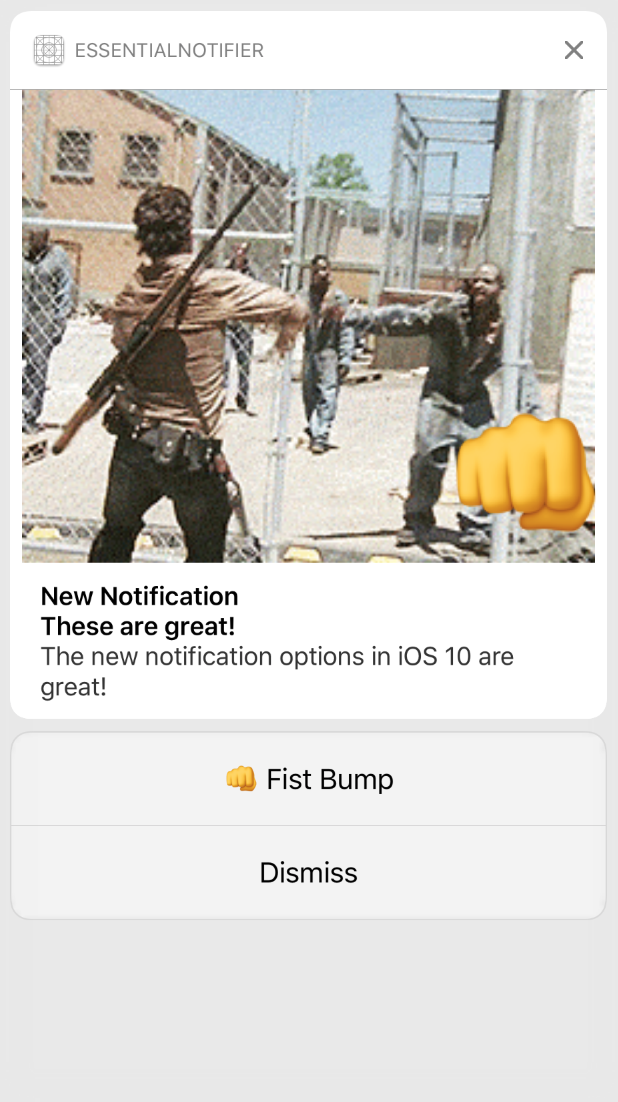 ESSENTIALNOTIFIER
New Notification
These are great!
The new notification options in iOS 10 are
great!
👊 Fist Bump
Dismiss